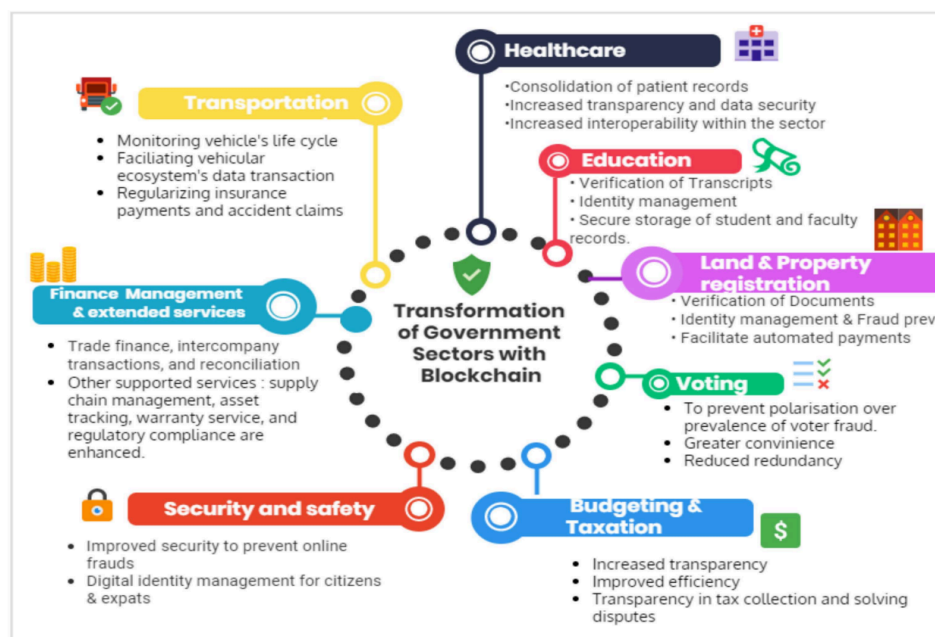 Healthcare
•Consolidation of patient records
•Increased transparency and data security
•Increased interoperability within the sector
Transportation
• Monitoring vehicle's life cycle
• Faciliating vehicular
ecosystem's data transaction
• Regularizing insurance
payments and accident claims
Education
• Verification of Transcripts
• Identity management
• Secure storage of student and faculty
records.
Land & Property
registration
• Verification of Documents
• Identity management & Fraud prev
• Facilitate automated payments
Finance Management
& extended services
• Trade finance, intercompany
transactions, and reconciliation
• Other supported services : supply
chain management, asset
tracking, warranty service, and
regulatory compliance are
enhanced.
Transformation
of Government
Sectors with
Blockchain
Voting
• To prevent polarisation over
prevalence of voter fraud.
• Greater convinience
• Reduced redundancy
Security and safety
• Improved security to prevent online
frauds
• Digital identity management for citizens
& expats
Budgeting &
Taxation
$
• Increased transparency
• Improved efficiency
• Transparency in tax collection and solving
disputes